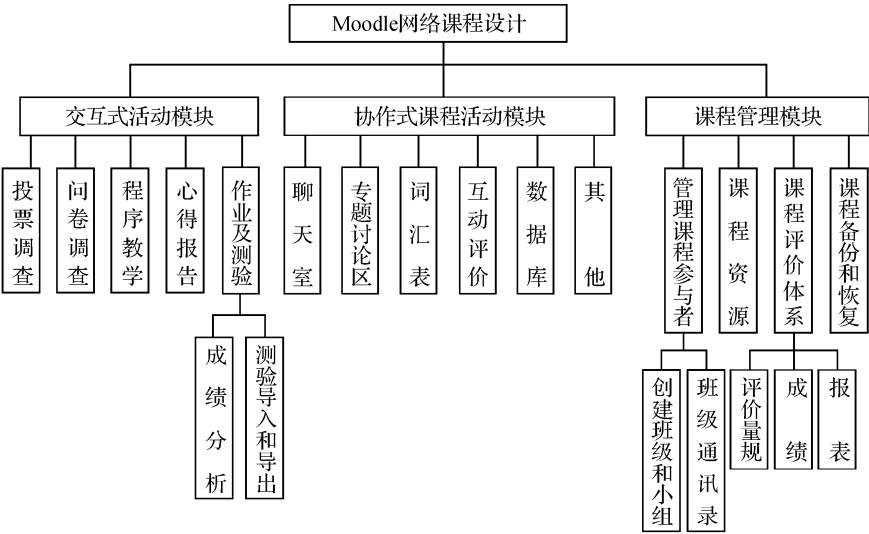 Moodle网络课程设计
交互式活动模块
协作式课程活动模块
课程管理模块
投票调查
问卷调查
程序教学
心得报告
作业及测验
聊天室
专题讨论区
词汇表
互动评价
数据库
其他
管理课程参与者
课程资源
课程评价体系
课程备份和恢复
成绩分析
测验导入和导出
创建班级和小组
班级通讯录
评价量规
成绩
报表